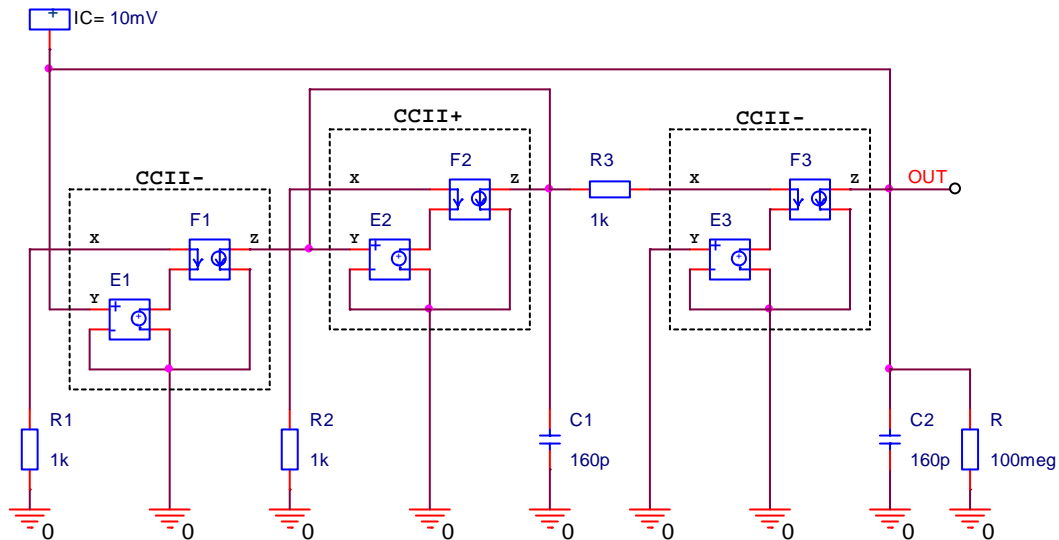 IC= 10mV
CCII+
CCII-
F2
R3
F3
X
Z
X
Z
OUT
CCII-
1k
F1
E2
E3
X
Z
Y
Y
E1
Y
R1
R2
C1
C2
R
1k
1k
160p
160p
100meg
0
0
0
0
0
0
0
0
0